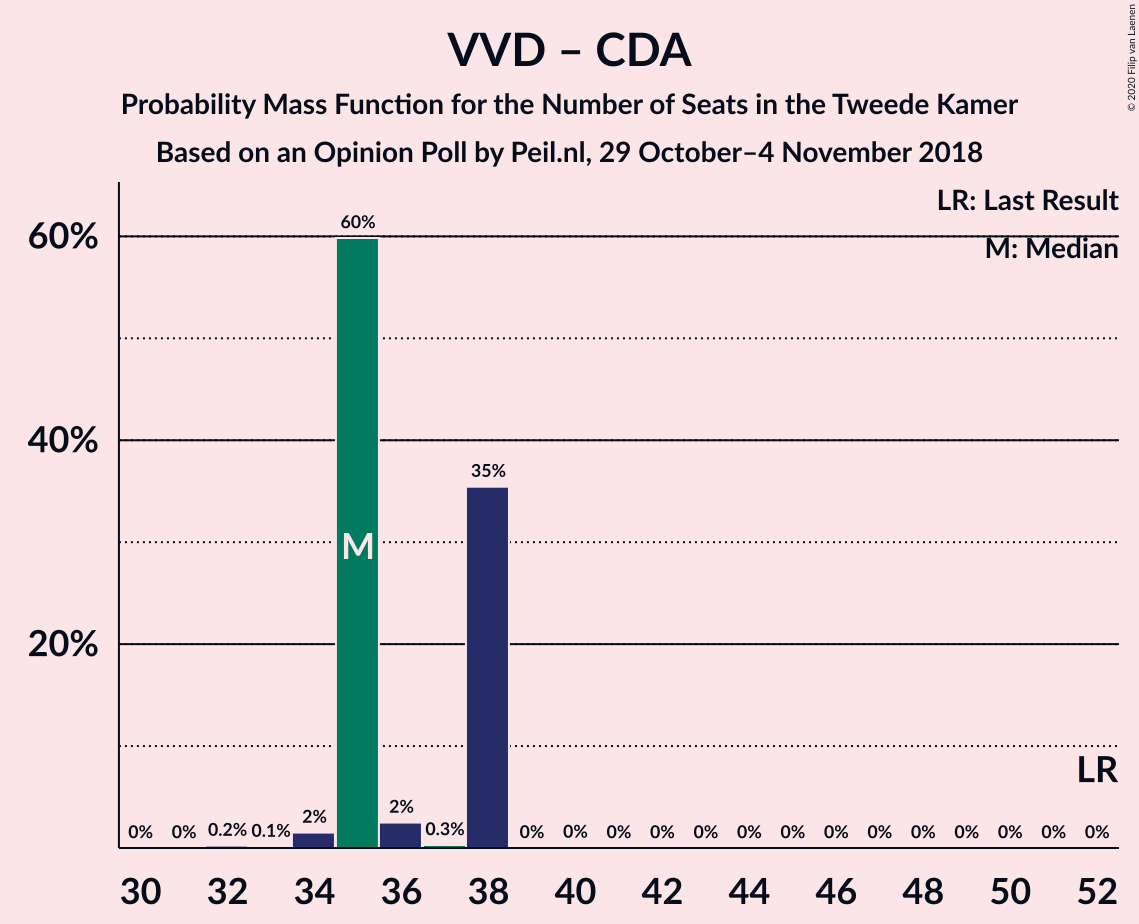 VVD – CDA
Probability Mass Function for the Number of Seats in the Tweede Kamer
Based on an Opinion Poll by Peil.nl, 29 October–4 November 2018
© 2020 Filip van Laenen
LR: Last Result
M: Median
60%
40%
20%
60%
35%
M
LR
0% 0% 0.2% 0.1% 2% 2% 0.3% 0% 0% 0% 0% 0% 0% 0% 0% 0% 0% 0% 0% 0% 0%
30 32 34 36 38 40 42 44 46 48 50 52